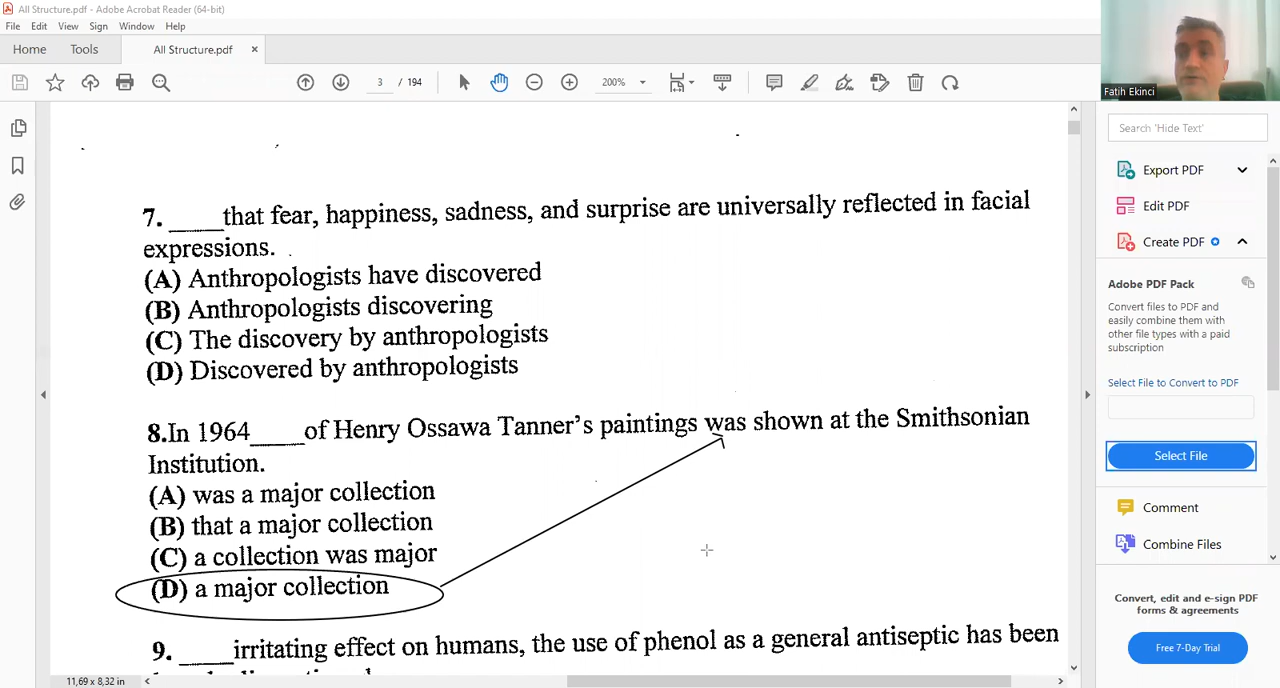 All Structure.pdf - Adobe Acrobat Reader (64-bit)
File Edit View Sign Window Help
Home Tools All Structure.pdf ×
3 / 194 200%
Fatih Ekinci
7. ____that fear, happiness, sadness, and surprise are universally reflected in facial
expressions.
(A) Anthropologists have discovered
(B) Anthropologists discovering
(C) The discovery by anthropologists
(D) Discovered by anthropologists
8.In 1964____of Henry Ossawa Tanner's paintings was shown at the Smithsonian
Institution.
(A) was a major collection
(B) that a major collection
(C) a collection was major
(D) a major collection
9. ____irritating effect on humans, the use of phenol as a general antiseptic has been
11,69 x 8,32 in
Search 'Hide Text'
Export PDF
Edit PDF
Create PDF
Adobe PDF Pack
Convert files to PDF and
easily combine them with
other file types with a paid
subscription
Select File to Convert to PDF
Select File
Comment
Combine Files
Convert, edit and e-sign PDF
forms & agreements
Free 7-Day Trial